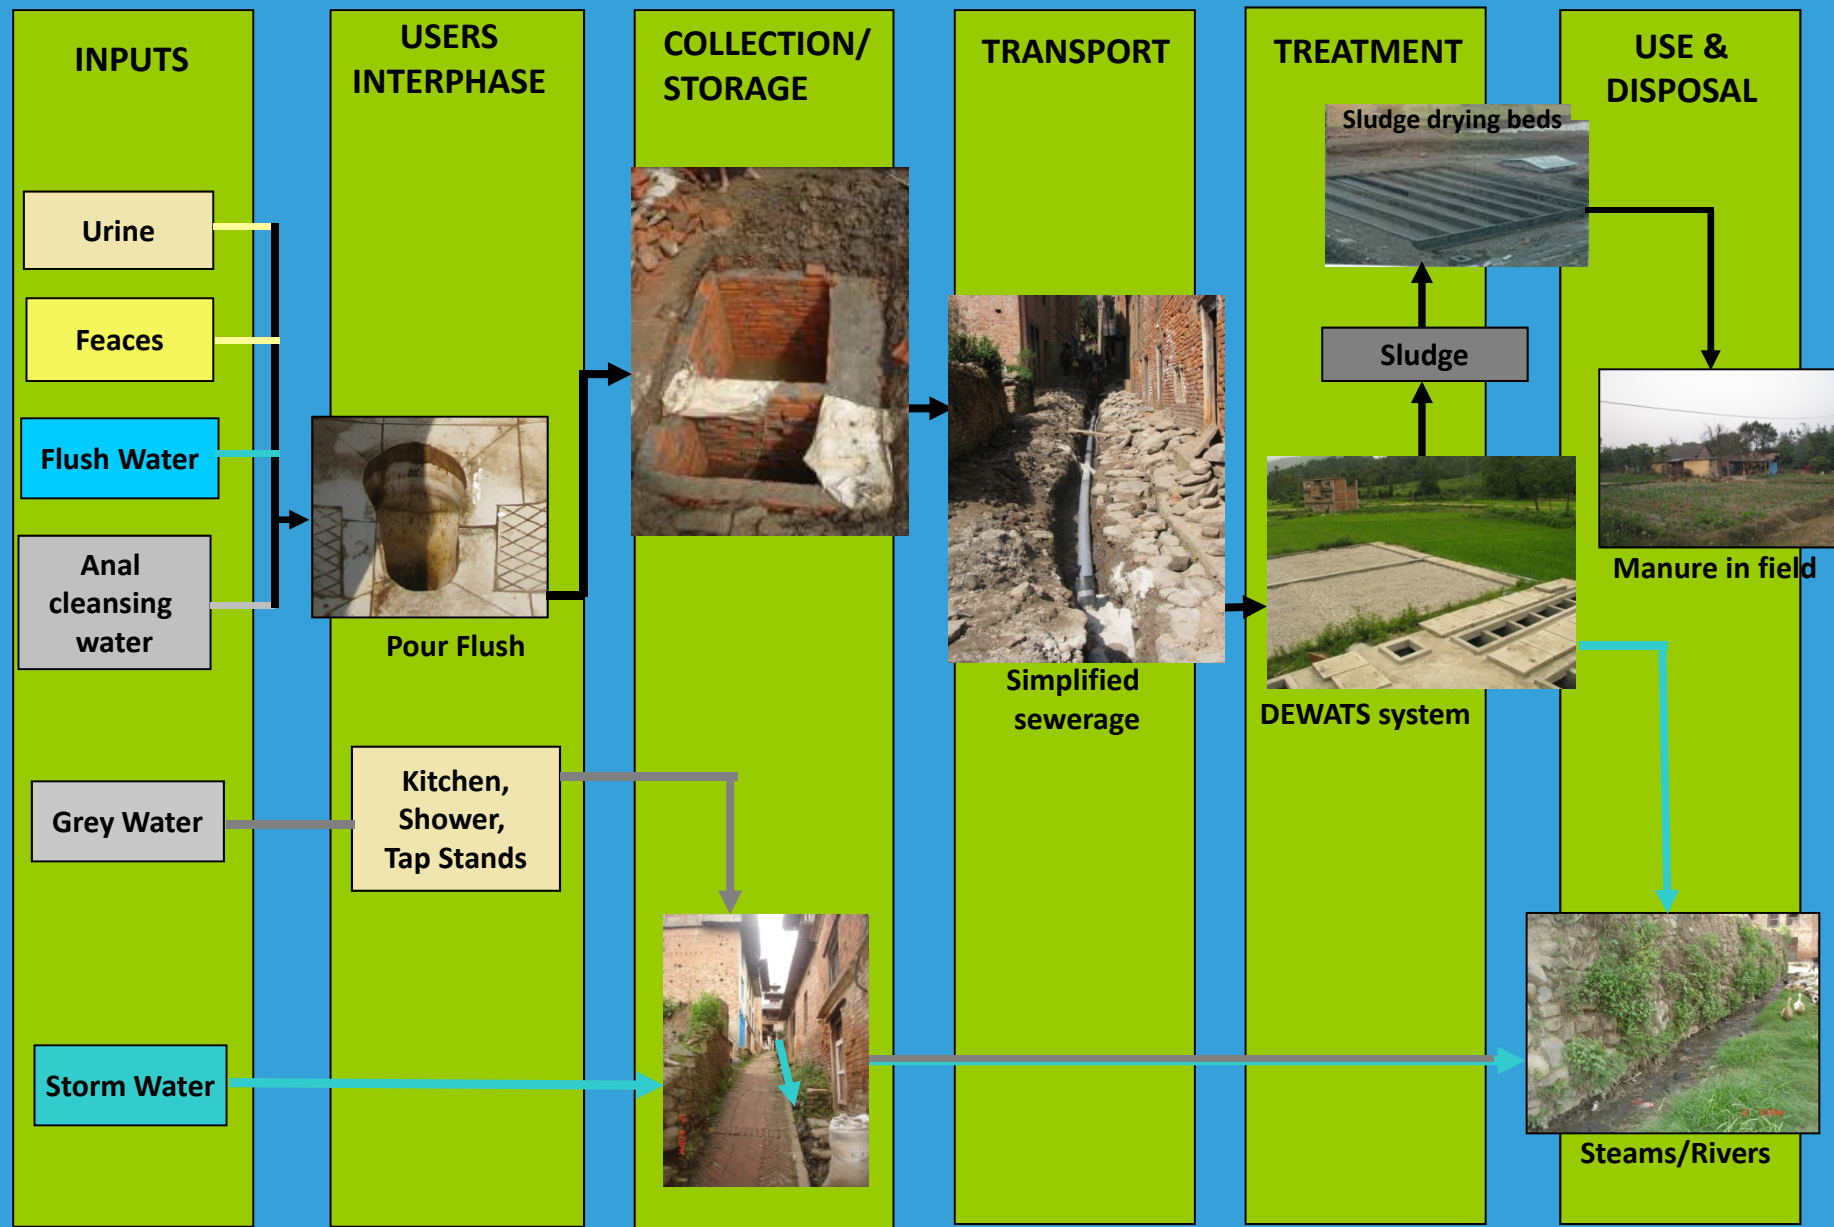 INPUTS
USERS
INTERPHASE
COLLECTION/
STORAGE
TRANSPORT
TREATMENT
USE &
DISPOSAL
Sludge drying beds
Urine
Feaces
Flush Water
Anal
cleansing
water
Pour Flush
Simplified
sewerage
Sludge
DEWATS system
Manure in field
Grey Water
Kitchen,
Shower,
Tap Stands
Storm Water
Steams/Rivers